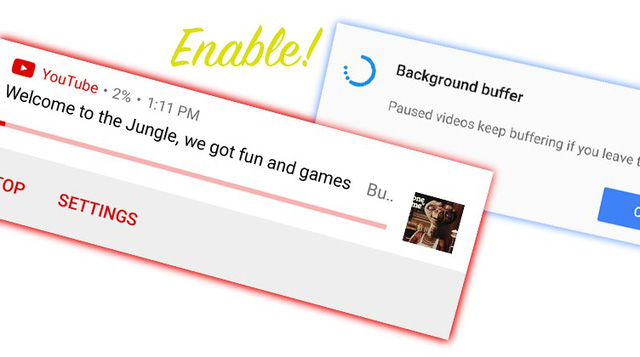 Enable!
YouTube • 2% • 1:11 PM
Welcome to the Jungle, we got fun and games Bu..
TOP SETTINGS
Background buffer
Paused videos keep buffering if you leave t